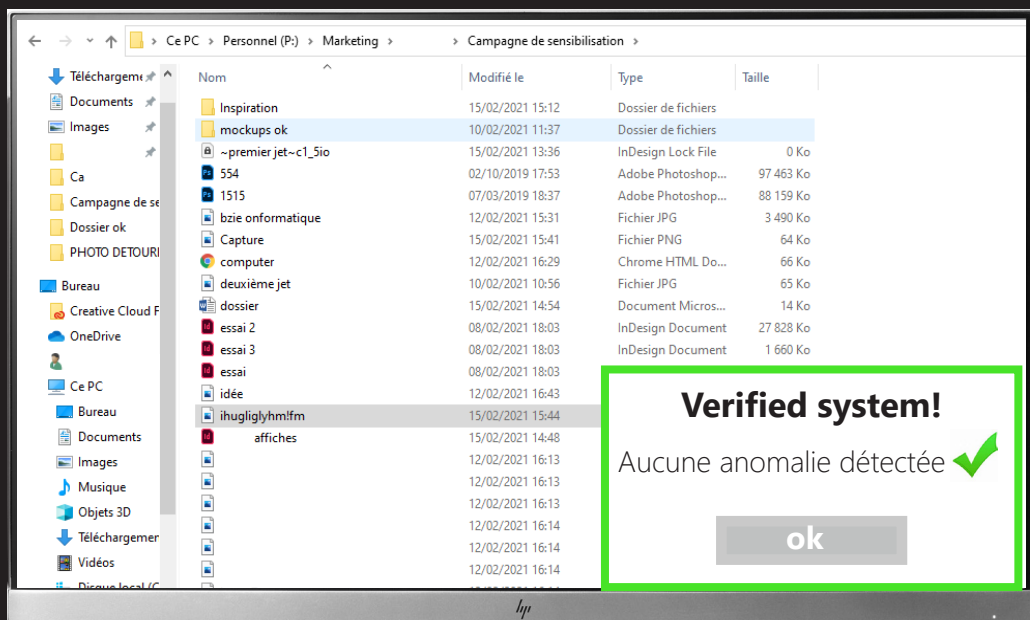 Ce PC > Personnel (P:) > Marketing > > Campagne de sensibilisation >
Téléchargeme Nom Modifié le Type Taille
Documents Inspiration 15/02/2021 15:12 Dossier de fichiers
Images mockups ok 10/02/2021 11:37 Dossier de fichiers
~premier jet~c1_5io 15/02/2021 13:36 InDesign Lock File 0 Ko
Ca 554 02/10/2019 17:53 Adobe Photoshop... 97 463 Ko
Campagne de se 1515 07/03/2019 18:37 Adobe Photoshop... 88 159 Ko
Dossier ok bzie onformatique 12/02/2021 15:31 Fichier JPG 3 490 Ko
PHOTO DETOURI Capture 15/02/2021 15:41 Fichier PNG 64 Ko
computer 12/02/2021 16:29 Chrome HTML Do... 66 Ko
Bureau deuxième jet 10/02/2021 10:56 Fichier JPG 65 Ko
Creative Cloud F dossier 15/02/2021 14:54 Document Micros... 14 Ko
OneDrive essai 2 08/02/2021 18:03 InDesign Document 27 828 Ko
essai 3 08/02/2021 18:03 InDesign Document 1 660 Ko
essai 08/02/2021 18:03
Ce PC idée 12/02/2021 16:43
Bureau ihugliglyhm!fm 15/02/2021 15:44
Documents affiches 15/02/2021 14:48
Images 12/02/2021 16:13
Musique 12/02/2021 16:13
Objets 3D 12/02/2021 16:13
Téléchargemer 12/02/2021 16:14
Vidéos 12/02/2021 16:14
12/02/2021 16:14
Verified system!
Aucune anomalie détectée
ok
hp